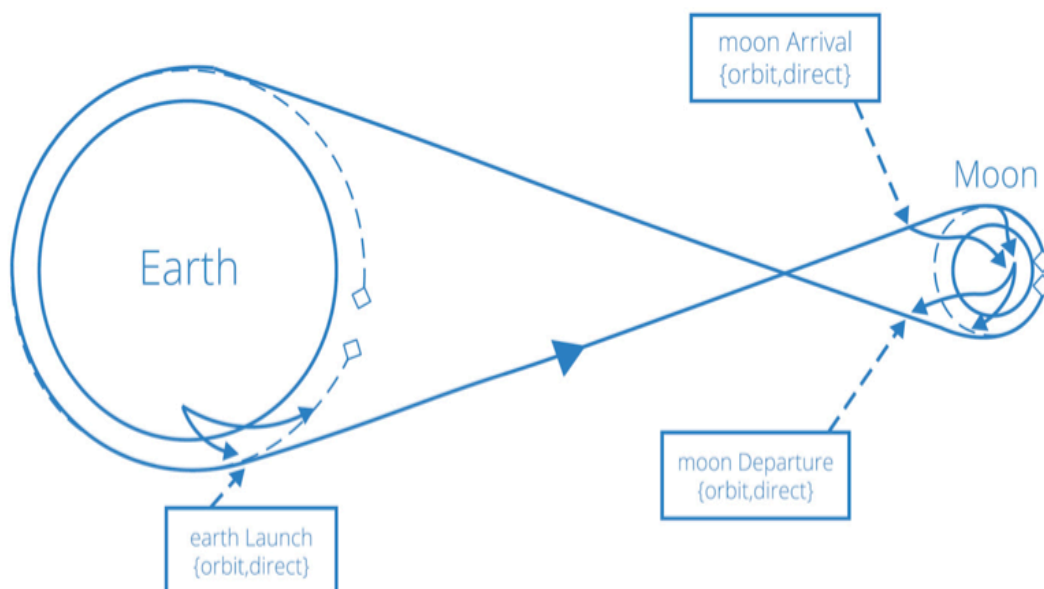 moon Arrival
{orbit,direct}
Moon
Earth
moon Departure
{orbit,direct}
earth Launch
{orbit,direct}